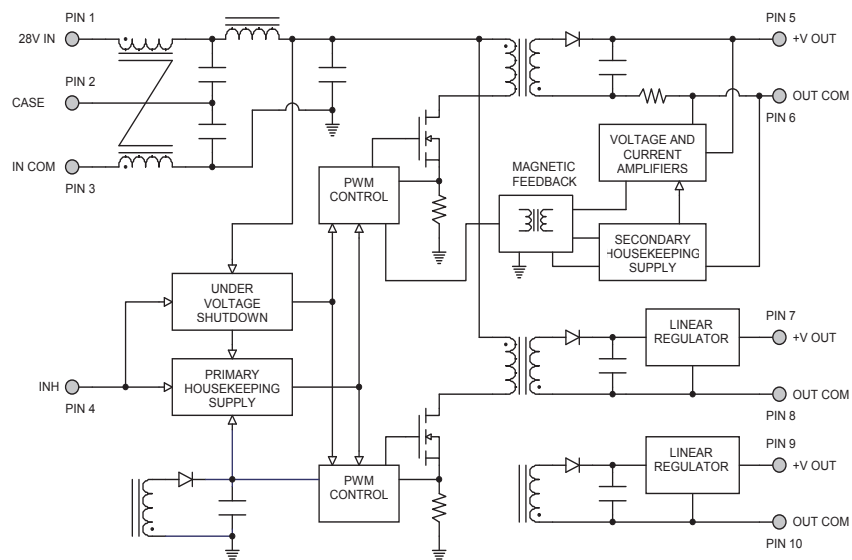 PIN 1
28V IN
PIN 2
CASE
IN COM
PIN 3
UNDER
VOLTAGE
SHUTDOWN
INH
PIN 4
PRIMARY
HOUSEKEEPING
SUPPLY
PWM
CONTROL
PWM
CONTROL
MAGNETIC
FEEDBACK
VOLTAGE AND
CURRENT
AMPLIFIERS
SECONDARY
HOUSEKEEPING
SUPPLY
PIN 5
+V OUT
OUT COM
PIN 6
LINEAR
REGULATOR
PIN 7
+V OUT
OUT COM
PIN 8
LINEAR
REGULATOR
PIN 9
+V OUT
OUT COM
PIN 10